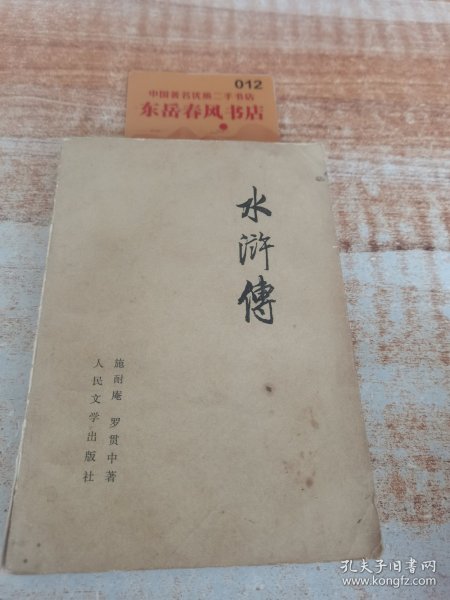 012
中国著名优质二手书店
东岳春风书店
水浒傳
施耐庵 罗贯中著
人民文学出版社
孔夫子旧书网
www.kongfz.com